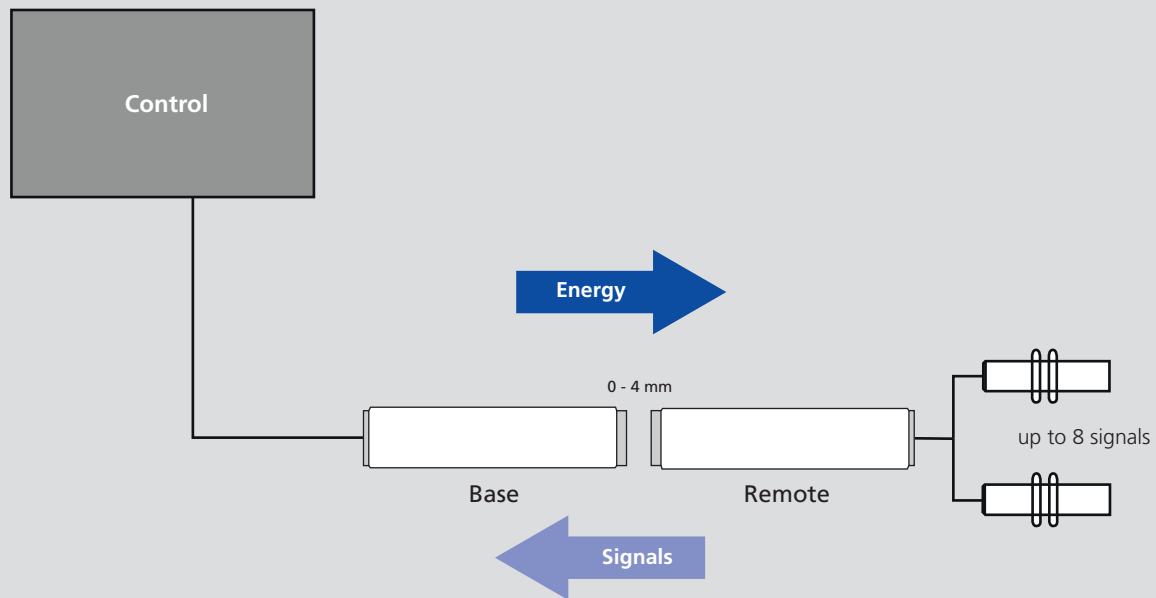 Control
Energy
0 - 4 mm
up to 8 signals
Base
Remote
Signals